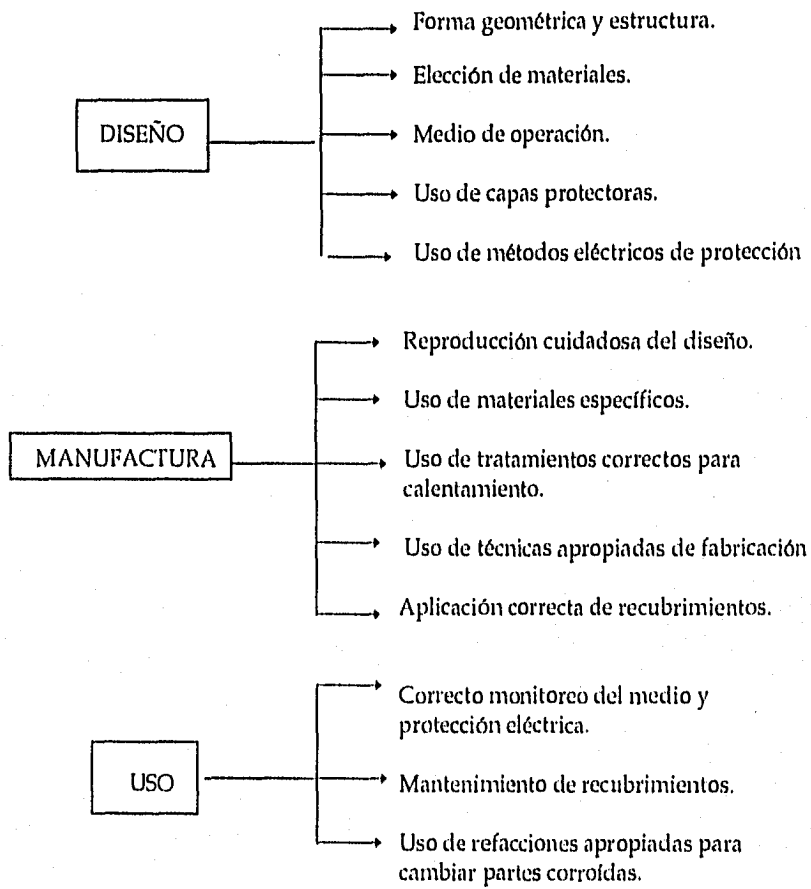 Forma geométrica y estructura.
Elección de materiales.
DISEÑO
Medio de operación.
Uso de capas protectoras.
Uso de métodos eléctricos de protección
Reproducción cuidadosa del diseño.
Uso de materiales específicos.
MANUFACTURA
Uso de tratamientos correctos para
calentamiento.
Uso de técnicas apropiadas de fabricación
Aplicación correcta de recubrimientos.
Correcto monitoreo del medio y
protección eléctrica.
USO
Mantenimiento de recubrimientos.
Uso de refacciones apropiadas para
cambiar partes corroídas.